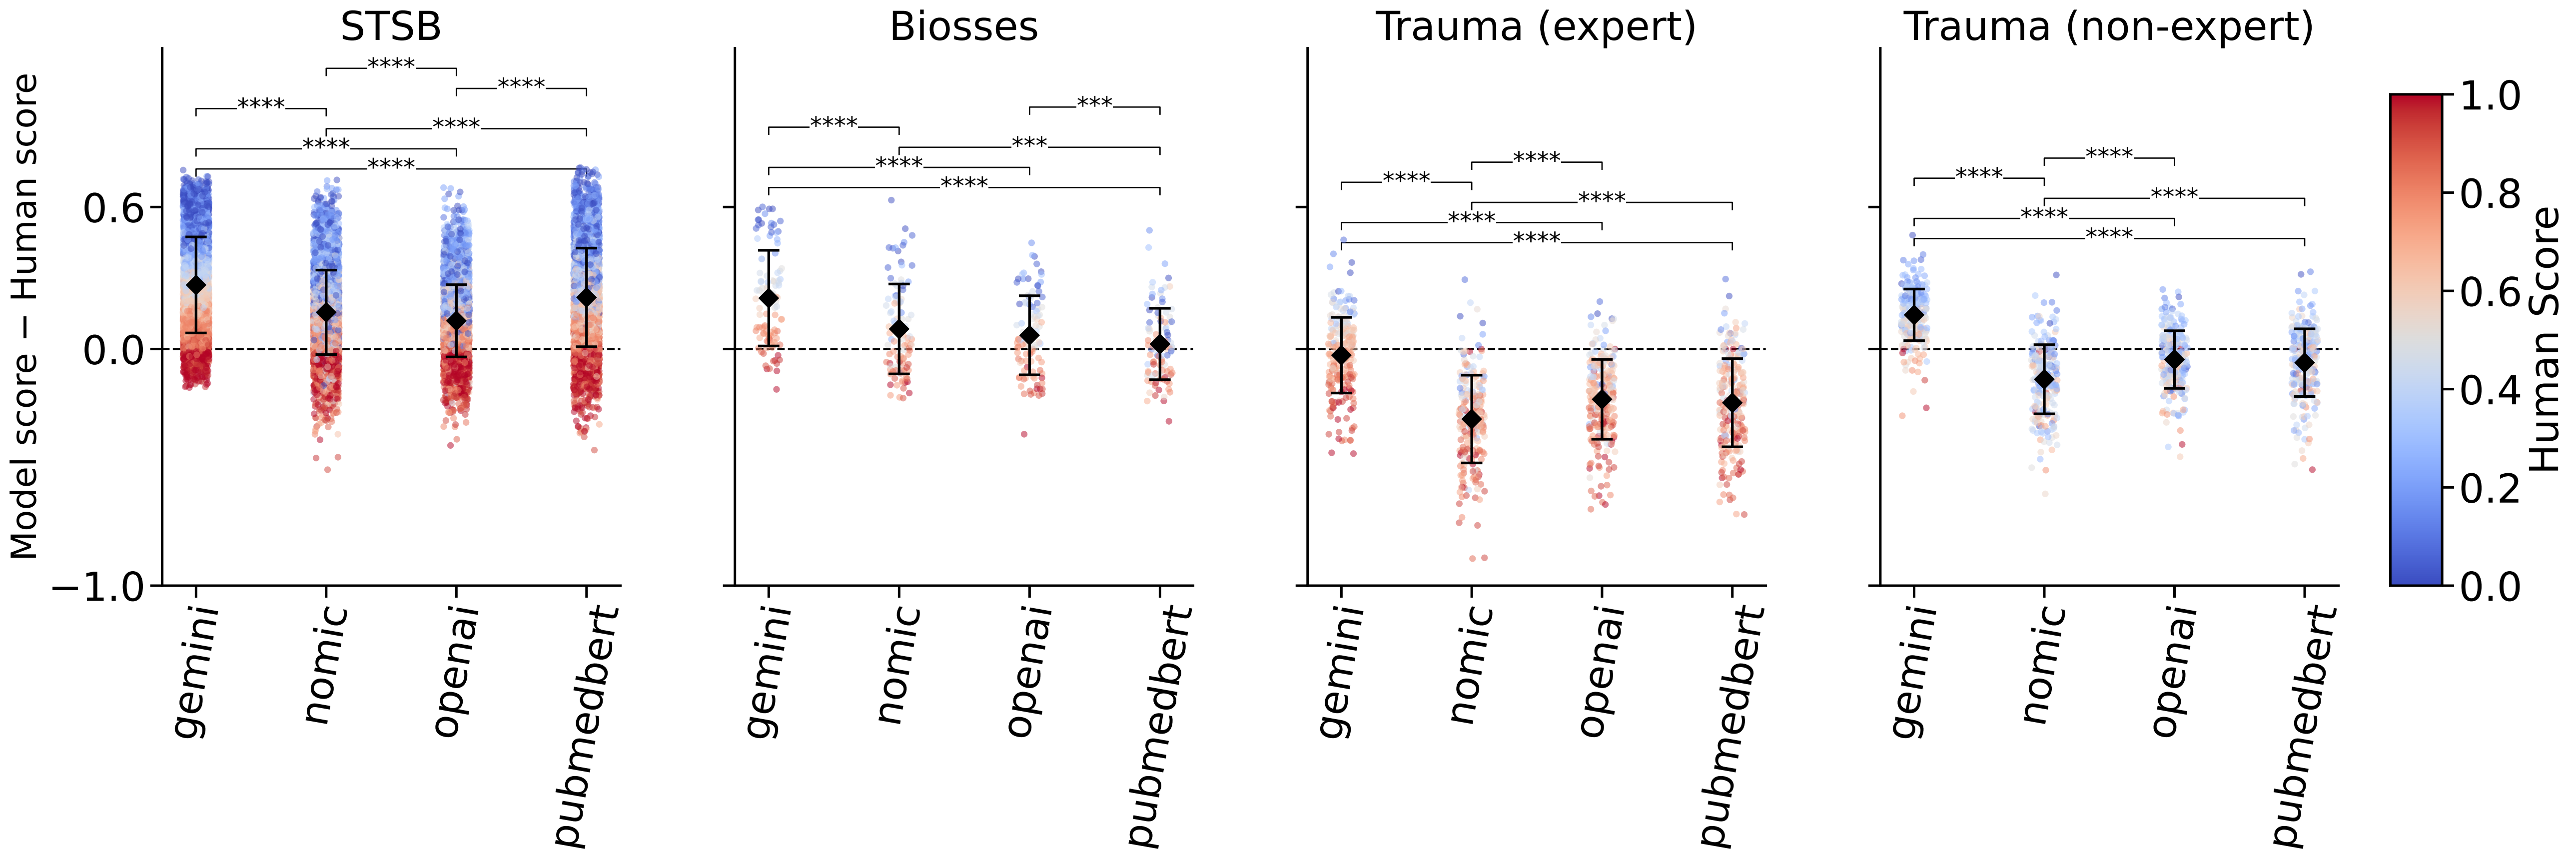 STSB
Biosses
Trauma (expert)
Trauma (non-expert)
Model score − Human score
0.6
0.0
−1.0
****
****
****
****
****
****
***
****
***
****
****
****
****
****
****
****
****
****
****
****
****
gemini
nomic
openai
pubmedbert
gemini
nomic
openai
pubmedbert
gemini
nomic
openai
pubmedbert
gemini
nomic
openai
pubmedbert
1.0
0.8
0.6
0.4
0.2
0.0
Human Score